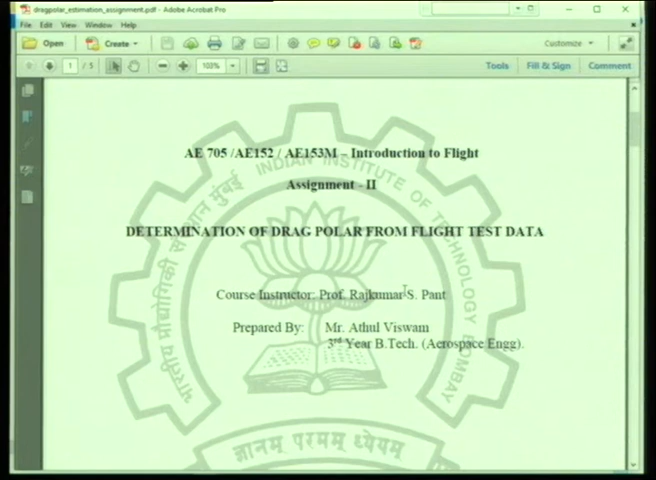 dragpolar_estimation_assignment.pdf - Adobe Acrobat Pro
File Edit View Window Help
Open Create Customize
1 / 5 103% Tools Fill & Sign Comment
AE 705 /AE152 / AE153M – Introduction to Flight
Assignment - II
DETERMINATION OF DRAG POLAR FROM FLIGHT TEST DATA
Course Instructor: Prof. Rajkumar S. Pant
Prepared By: Mr. Athul Viswam
3rd Year B.Tech. (Aerospace Engg).
भारतीय प्रौद्योगिकी संस्थान मुंबई
INDIAN INSTITUTE OF TECHNOLOGY BOMBAY
ज्ञानम् परमम् ध्येयम्